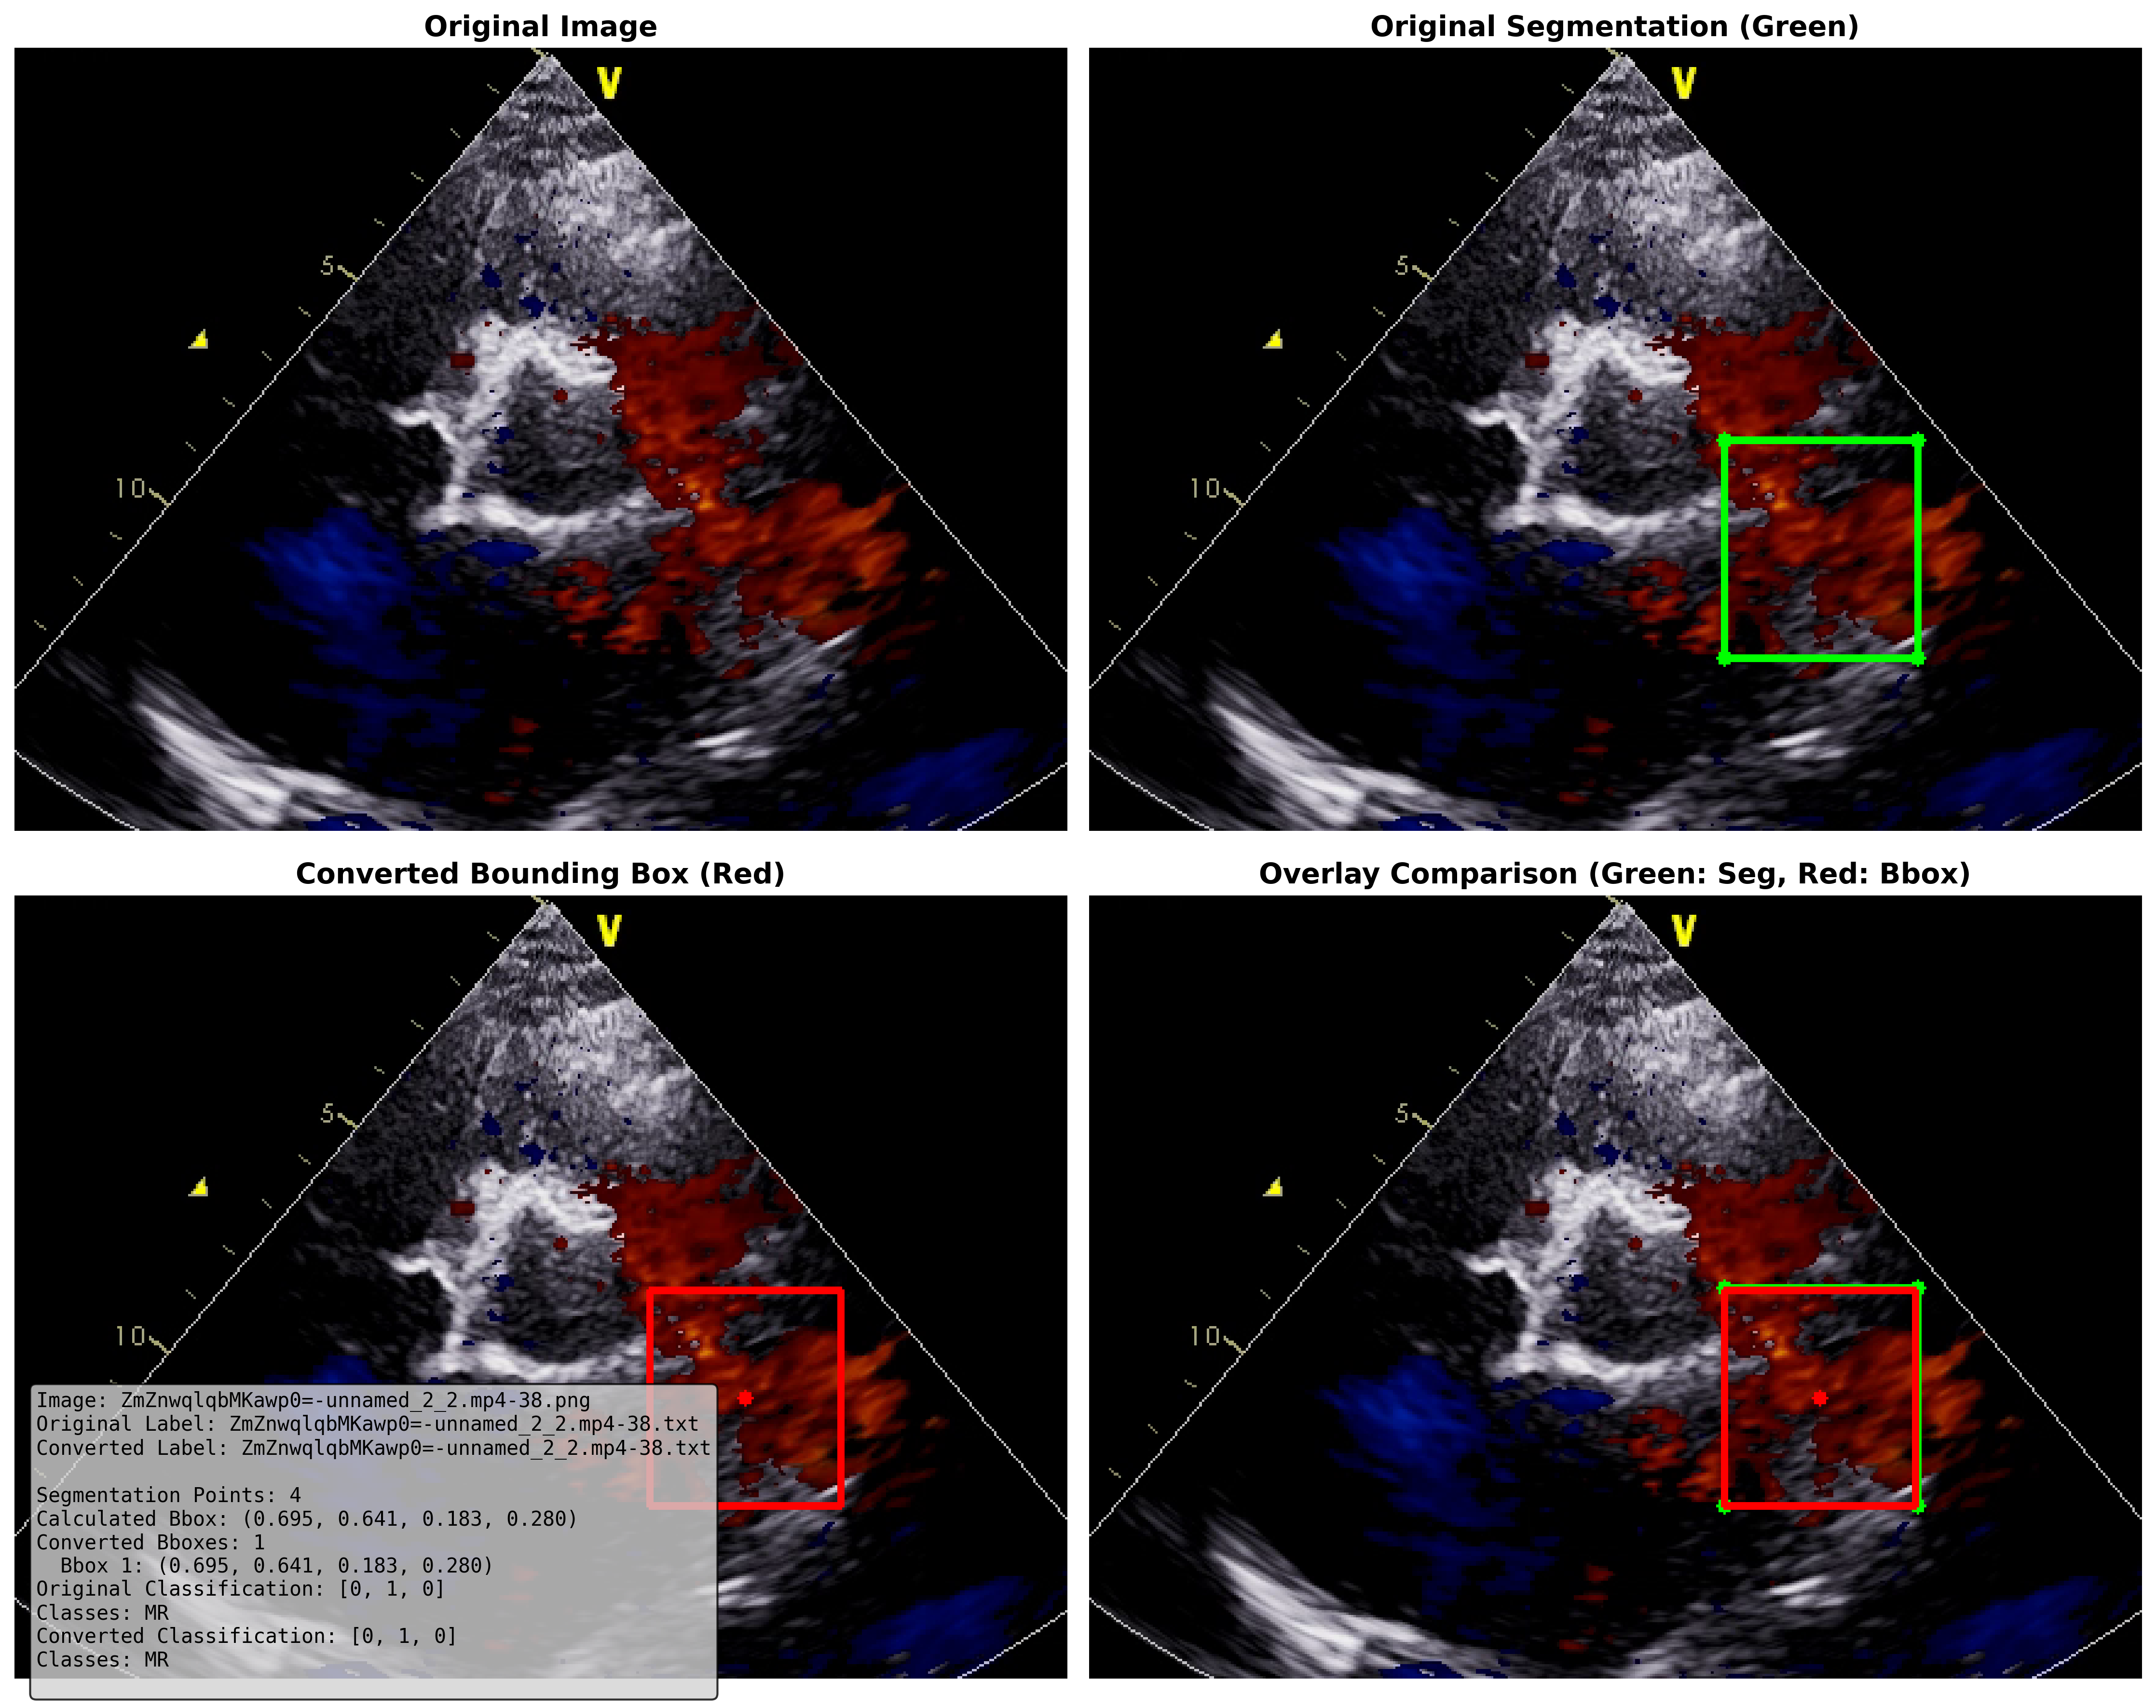 Original Image
Original Segmentation (Green)
V
5
10
V
5
10
Converted Bounding Box (Red)
Overlay Comparison (Green: Seg, Red: Bbox)
V
5
10
V
5
10
Image: ZmZnwqlqbMKawp0=-unnamed_2_2.mp4-38.png
Original Label: ZmZnwqlqbMKawp0=-unnamed_2_2.mp4-38.txt
Converted Label: ZmZnwqlqbMKawp0=-unnamed_2_2.mp4-38.txt
Segmentation Points: 4
Calculated Bbox: (0.695, 0.641, 0.183, 0.280)
Converted Bboxes: 1
Bbox 1: (0.695, 0.641, 0.183, 0.280)
Original Classification: [0, 1, 0]
Classes: MR
Converted Classification: [0, 1, 0]
Classes: MR